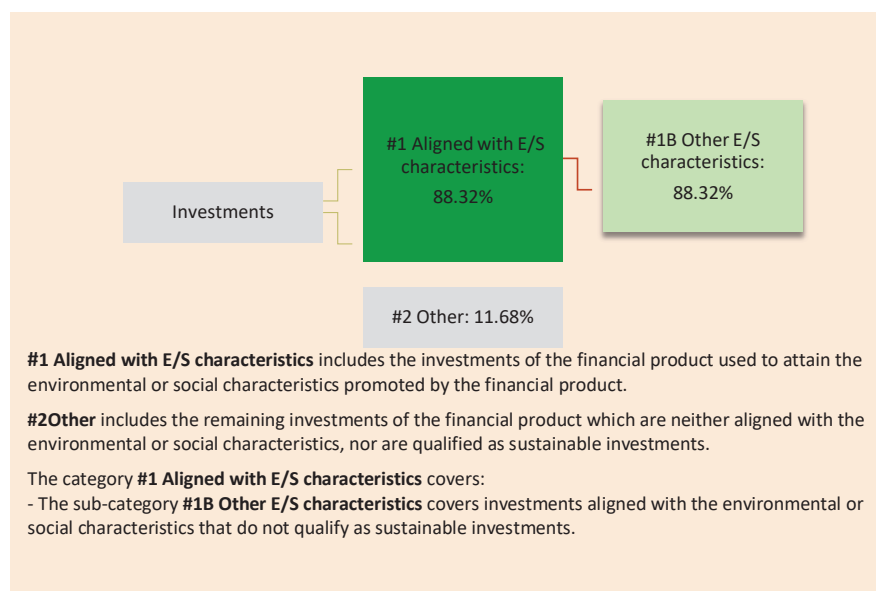 #1 Aligned with E/S
characteristics:
88.32%
#1B Other E/S
characteristics:
88.32%
Investments
#2 Other: 11.68%
#1 Aligned with E/S characteristics includes the investments of the financial product used to attain the
environmental or social characteristics promoted by the financial product.
#2Other includes the remaining investments of the financial product which are neither aligned with the
environmental or social characteristics, nor are qualified as sustainable investments.
The category #1 Aligned with E/S characteristics covers:
- The sub-category #1B Other E/S characteristics covers investments aligned with the environmental or
social characteristics that do not qualify as sustainable investments.